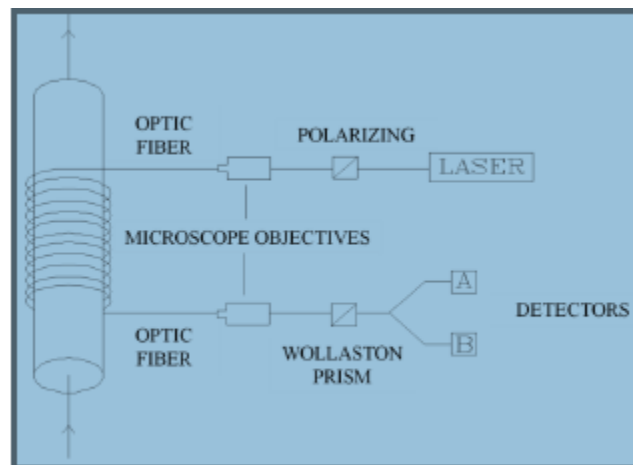 OPTIC
FIBER
POLARIZING
LASER
MICROSCOPE OBJECTIVES
A
DETECTORS
B
OPTIC
FIBER
WOLLASTON
PRISM